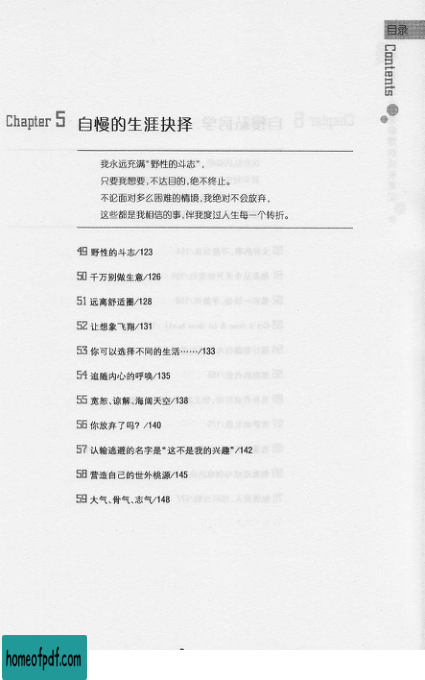 目录
Contents
Chapter 5 自慢的生涯抉择
我永远充满“野性的斗志”,
只要我想要,不达目的,绝不终止。
不论面对多么困难的情境,我绝对不会放弃,
这些都是我相信的事,伴我度过人生每一个转折。
49 野性的斗志/123
50 千万别做生意/126
51 远离舒适圈/128
52 让想象飞翔/131
53 你可以选择不同的生活……/133
54 追随内心的呼唤/135
55 宽恕、谅解、海阔天空/138
56 你放弃了吗? /140
57 认输逃避的名字是“这不是我的兴趣”/142
58 营造自己的世外桃源/145
59 大气、骨气、志气/148
homeofpdf.com